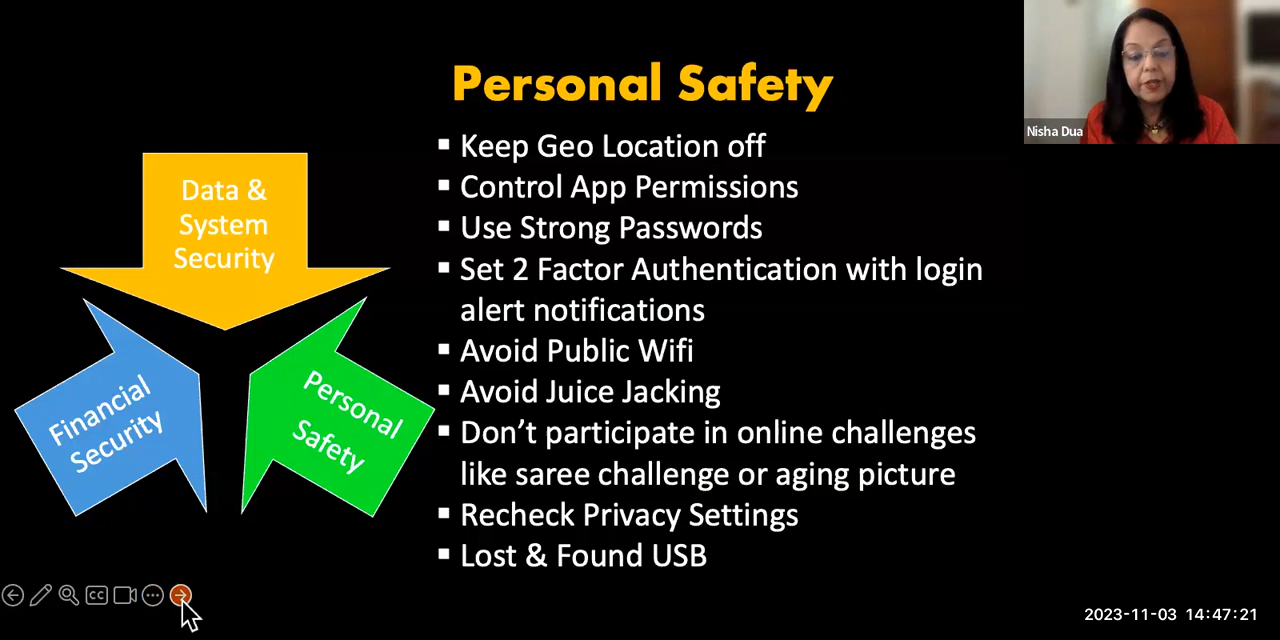 Personal Safety
Nisha Dua
Data &
System
Security
Financial
Security
Personal
Safety
▪ Keep Geo Location off
▪ Control App Permissions
▪ Use Strong Passwords
▪ Set 2 Factor Authentication with login
alert notifications
▪ Avoid Public Wifi
▪ Avoid Juice Jacking
▪ Don’t participate in online challenges
like saree challenge or aging picture
▪ Recheck Privacy Settings
▪ Lost & Found USB
CC
2023-11-03 14:47:21